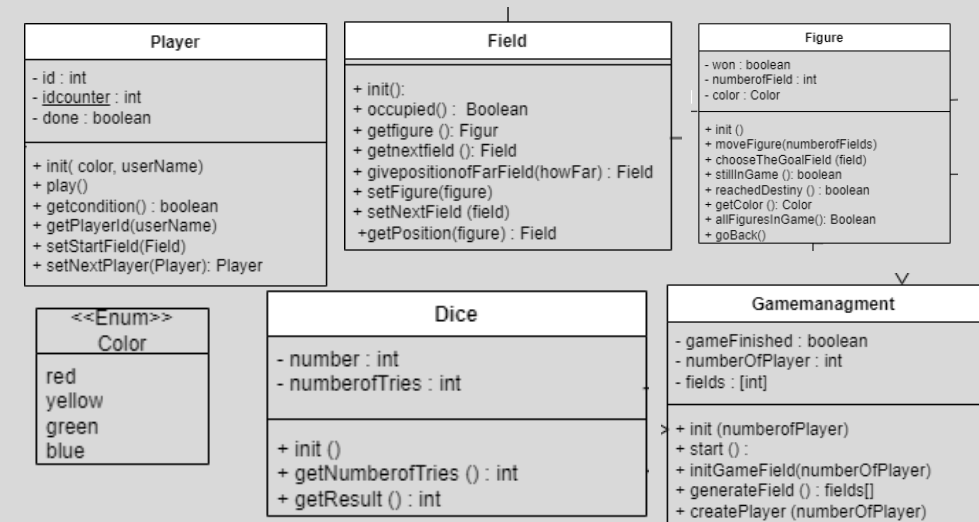 Player
- id : int
- idcounter : int
- done : boolean
+ init( color, userName)
+ play()
+ getcondition() : boolean
+ getPlayerId(userName)
+ setStartField(Field)
+ setNextPlayer(Player): Player
Field
+ init():
+ occupied() : Boolean
+ getfigure (): Figur
+ getnextfield (): Field
+ givepositionofFarField(howFar) : Field
+ setFigure(figure)
+ setNextField (field)
+getPosition(figure) : Field
Figure
- won : boolean
- numberofField : int
- color : Color
+ init ()
+ moveFigure(numberofFields)
+ chooseTheGoalField (field)
+ stillInGame (): boolean
+ reachedDestiny () : boolean
+ getColor (): Color
+ allFiguresInGame(): Boolean
+ goBack()
<<Enum>>
Color
red
yellow
green
blue
Dice
- number : int
- numberofTries : int
+ init ()
+ getNumberofTries () : int
+ getResult () : int
Gamemanagment
- gameFinished : boolean
- numberOfPlayer : int
- fields : [int]
+ init (numberofPlayer)
+ start () :
+ initGameField(numberOfPlayer)
+ generateField () : fields[]
+ createPlayer (numberOfPlayer)